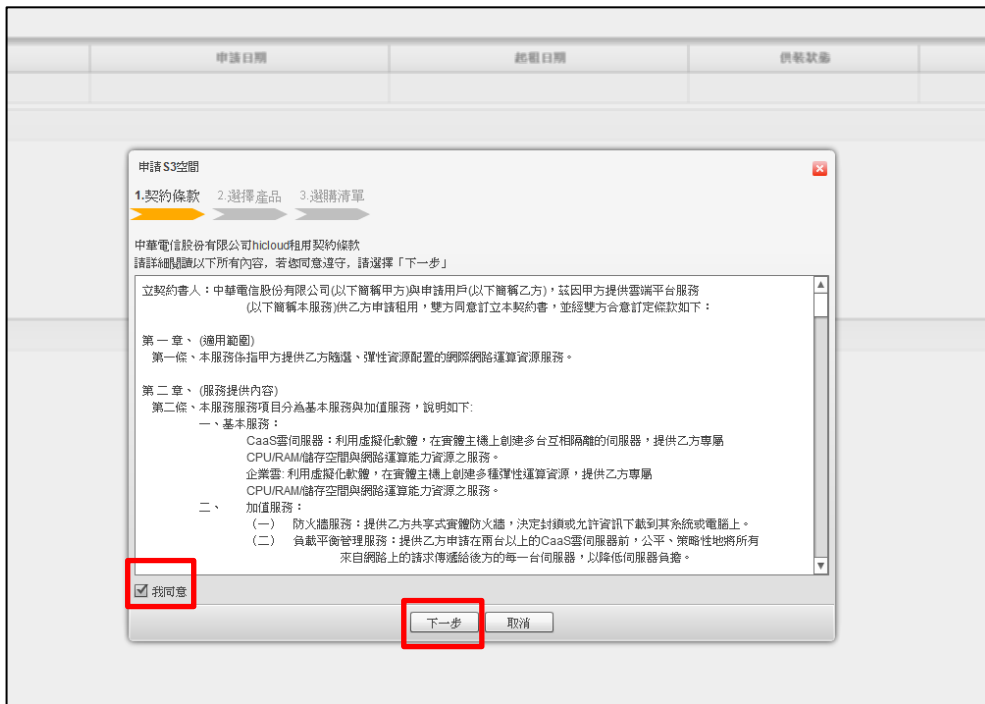 申請日期 起租日期 供裝狀態
申請S3空間
1.契約條款 2.選擇產品 3.選購清單
中華電信股份有限公司hicloud租用契約條款
請詳細閱讀以下所有內容, 若您同意遵守, 請選擇「下一步」
立契約書人：中華電信股份有限公司(以下簡稱甲方)與申請用戶(以下簡稱乙方)，茲因甲方提供雲端平台服務
(以下簡稱本服務)供乙方申請租用，雙方同意訂立本契約書，並經雙方合意訂定條款如下：
第 一 章、 (適用範圍)
第一條、本服務係指甲方提供乙方隨選、彈性資源配置的網際網路運算資源服務。
第 二 章、 (服務提供內容)
第二條、本服務服務項目分為基本服務與加值服務，說明如下:
一、基本服務：
CaaS雲伺服器：利用虛擬化軟體，在實體主機上創建多台互相隔離的伺服器，提供乙方專屬
CPU/RAM/儲存空間與網路運算能力資源之服務。
企業雲: 利用虛擬化軟體，在實體主機上創建多種彈性運算資源，提供乙方專屬
CPU/RAM/儲存空間與網路運算能力資源之服務。
二、 加值服務：
(一) 防火牆服務：提供乙方共享式實體防火牆，決定封鎖或允許資訊下載到其系統或電腦上。
(二) 負載平衡管理服務：提供乙方申請在兩台以上的CaaS雲伺服器前，公平、策略性地將所有
來自網路上的請求傳遞給後方的每一台伺服器，以降低伺服器負擔。
我同意
下一步 取消